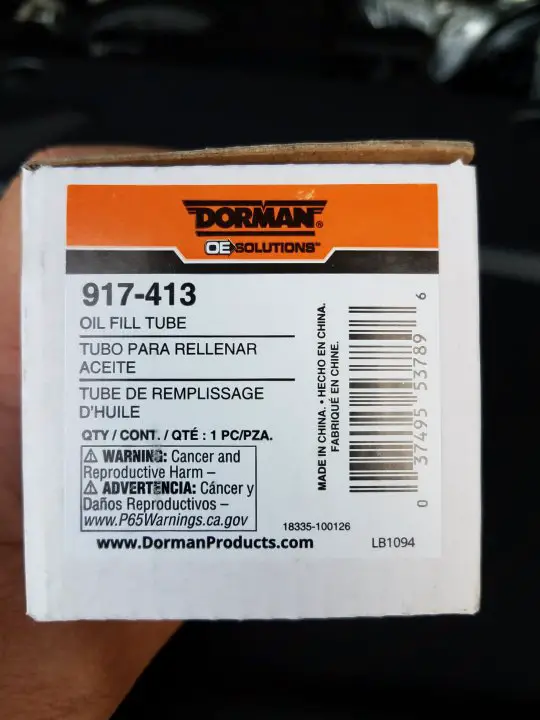 DORMAN®
OE SOLUTIONS™
917-413
OIL FILL TUBE
TUBO PARA RELLENAR
ACEITE
TUBE DE REMPLISSAGE
D'HUILE
QTY / CONT. / QTÉ : 1 PC/PZA.
⚠ WARNING: Cancer and
Reproductive Harm –
⚠ ADVERTENCIA: Cáncer y
Daños Reproductivos –
www.P65Warnings.ca.gov
MADE IN CHINA. • HECHO EN CHINA.
FABRIQUÉ EN CHINE.
0 37495 53789 6
18335-100126
www.DormanProducts.com
LB1094